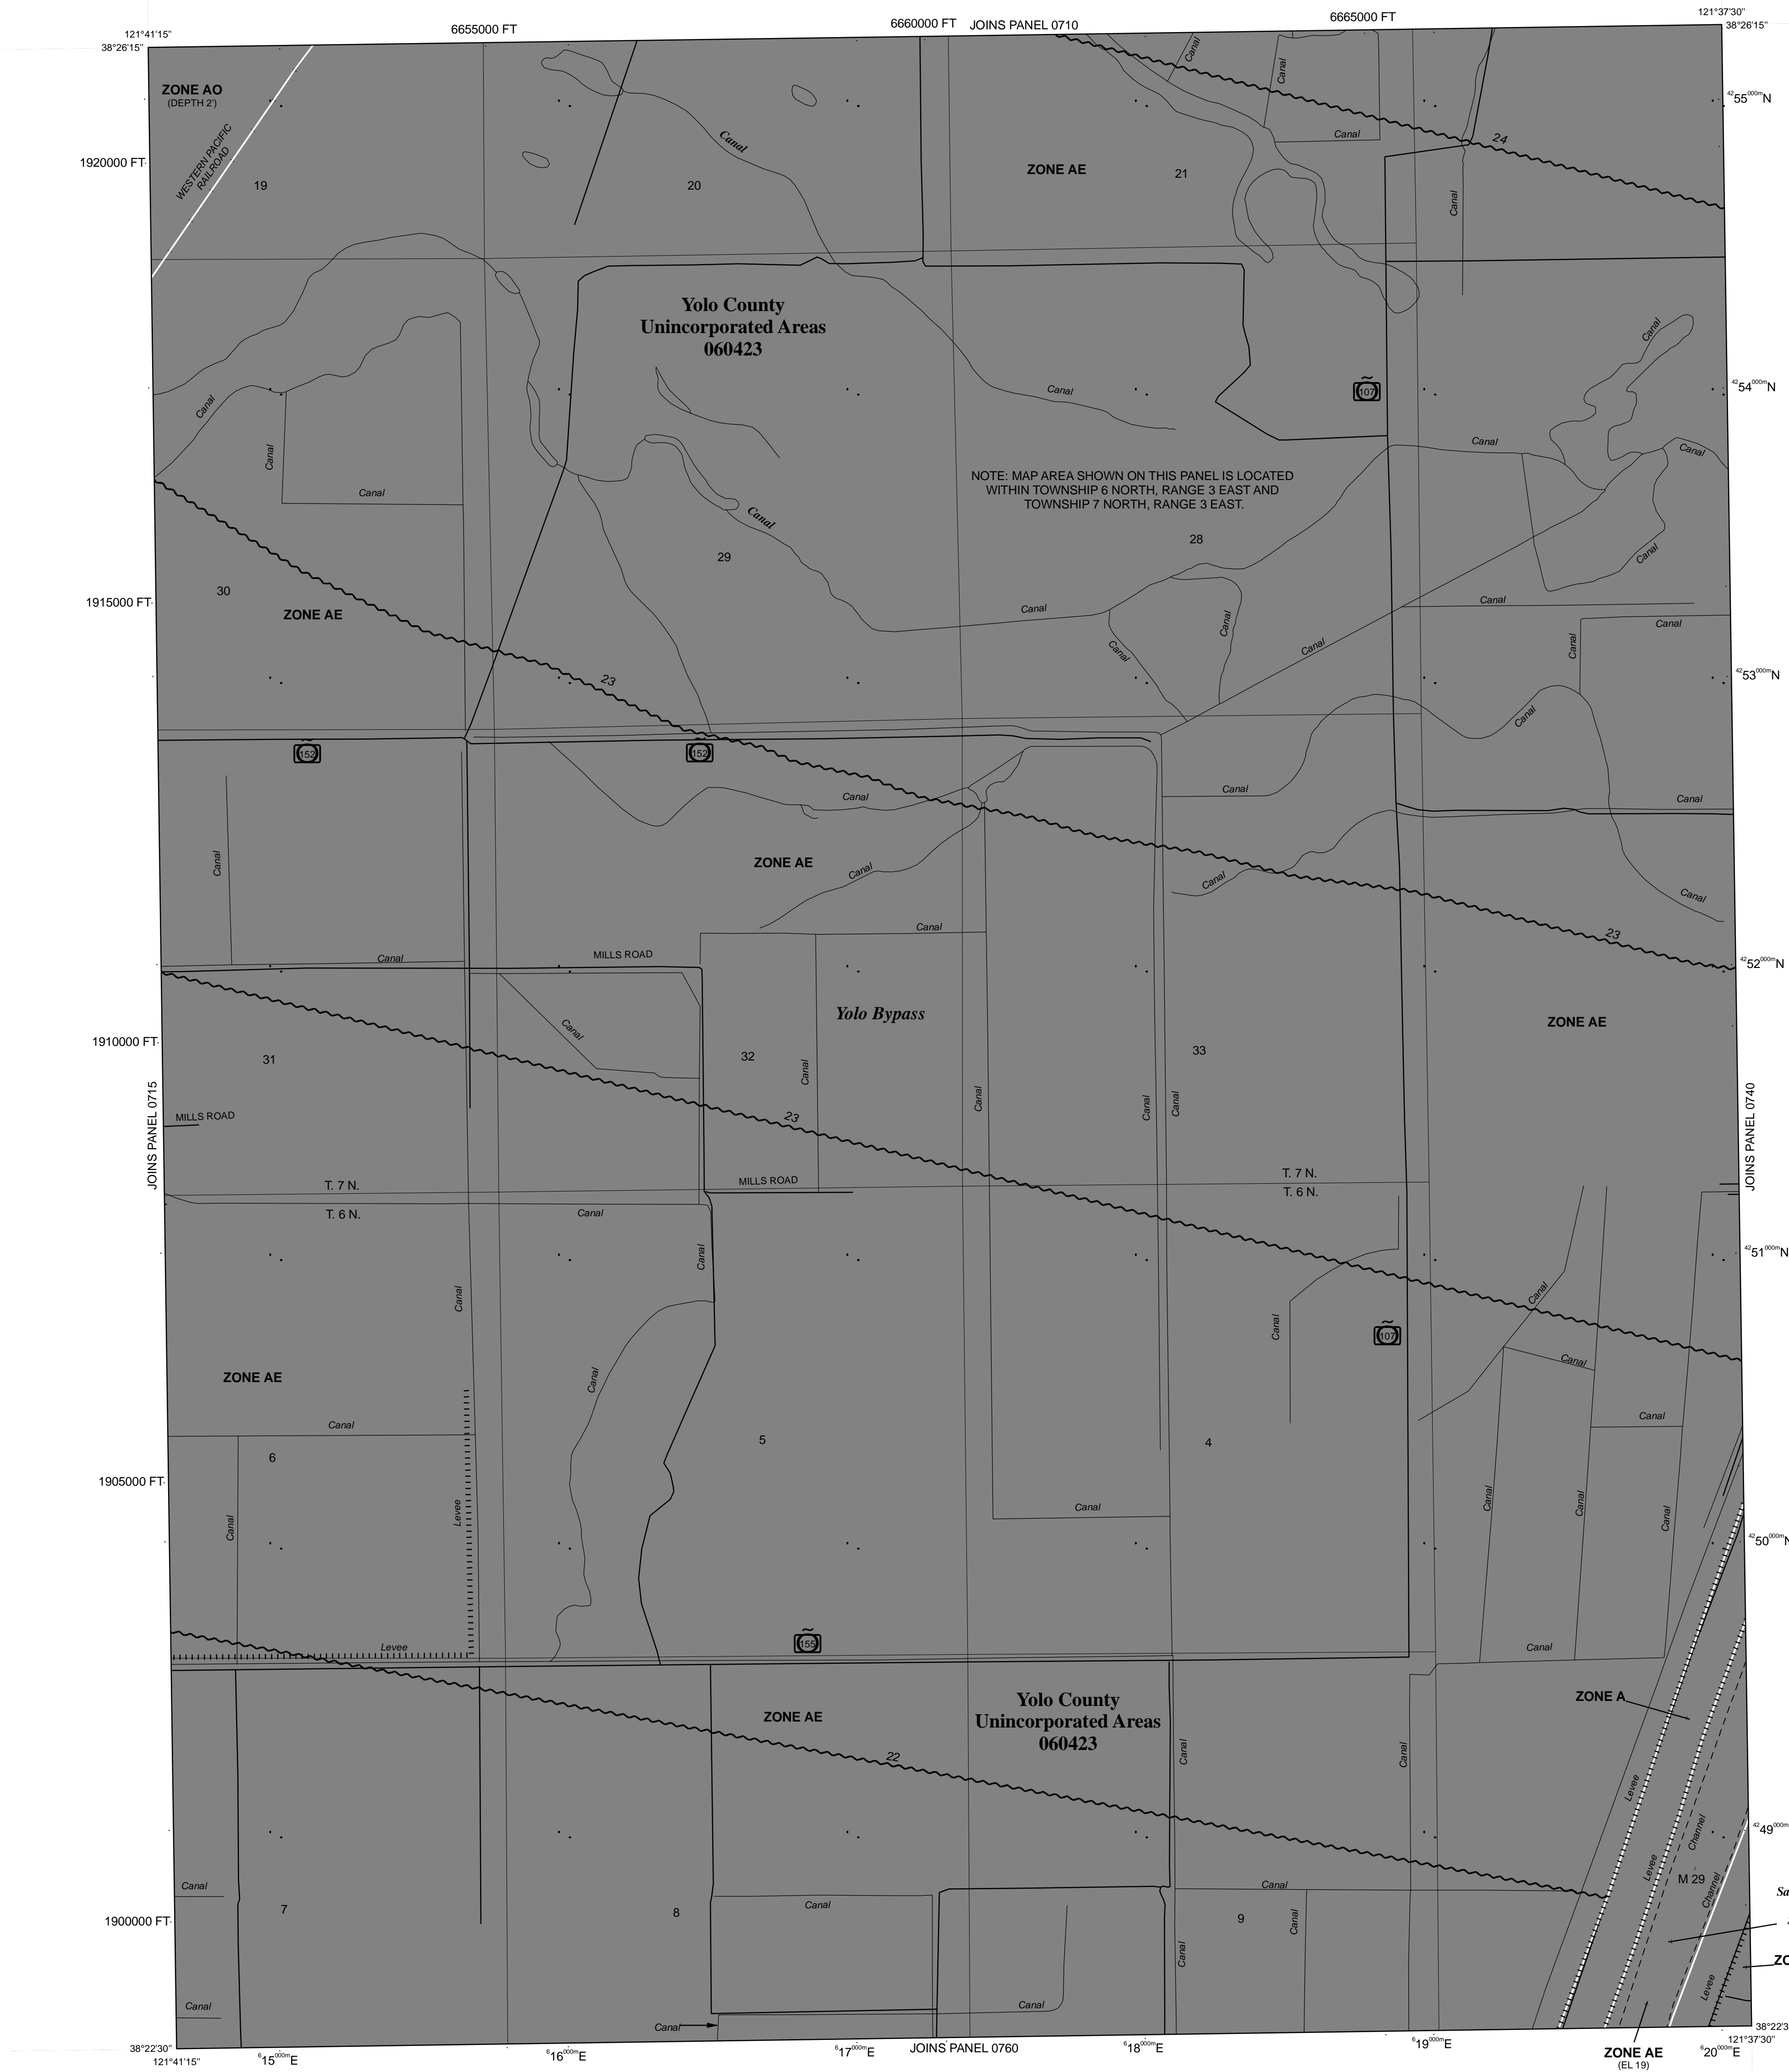 121°41'15"
6655000 FT
6660000 FT
JOINS PANEL 0710
6665000 FT
121°37'30"
38°26'15"
38°26'15"
ZONE AO
(DEPTH 2')
WESTERN PACIFIC
RAILROAD
Canal
Canal
Canal
4255000mN
24
1920000 FT
Canal
19
20
ZONE AE
21
Canal
Yolo County
Unincorporated Areas
060423
Canal
Canal
107
4254000mN
Canal
Canal
Canal
Canal
Canal
NOTE: MAP AREA SHOWN ON THIS PANEL IS LOCATED
WITHIN TOWNSHIP 6 NORTH, RANGE 3 EAST AND
TOWNSHIP 7 NORTH, RANGE 3 EAST.
Canal
29
28
Canal
30
1915000 FT
ZONE AE
Canal
Canal
Canal
Canal
Canal
Canal
Canal
23
4253000mN
Canal
152
152
Canal
Canal
Canal
Canal
ZONE AE
Canal
Canal
Canal
Canal
Canal
23
Canal
MILLS ROAD
4252000mN
Yolo Bypass
ZONE AE
Canal
1910000 FT
31
32
33
Canal
Canal
Canal
Canal
JOINS PANEL 0715
JOINS PANEL 0740
MILLS ROAD
23
T. 7 N.
MILLS ROAD
T. 7 N.
T. 6 N.
T. 6 N.
Canal
Canal
4251000mN
Canal
Canal
Canal
107
Canal
ZONE AE
Canal
Canal
Canal
5
4
6
1905000 FT
Canal
Levee
Canal
Canal
Canal
Canal
4250000mN
Levee
155
Canal
ZONE AE
Yolo County
Unincorporated Areas
060423
ZONE A
22
Canal
Canal
Levee
Channel
4249000m
Levee
M 29
Channel
Canal
Canal
Canal
Sa
7
8
9
Canal
1900000 FT
Canal
ZO
Levee
Canal
Canal
Canal
38°22'30"
121°41'15"
615000mE
616000mE
617000mE
JOINS PANEL 0760
618000mE
619000mE
ZONE AE
(EL 19)
620000mE
38°22'3
121°37'30"